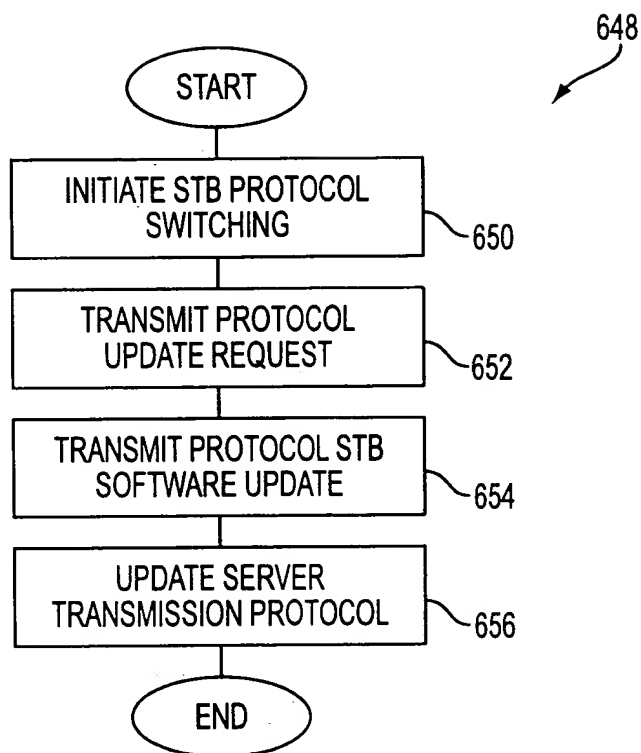 648
START
INITIATE STB PROTOCOL
SWITCHING
650
TRANSMIT PROTOCOL
UPDATE REQUEST
652
TRANSMIT PROTOCOL STB
SOFTWARE UPDATE
654
UPDATE SERVER
TRANSMISSION PROTOCOL
656
END